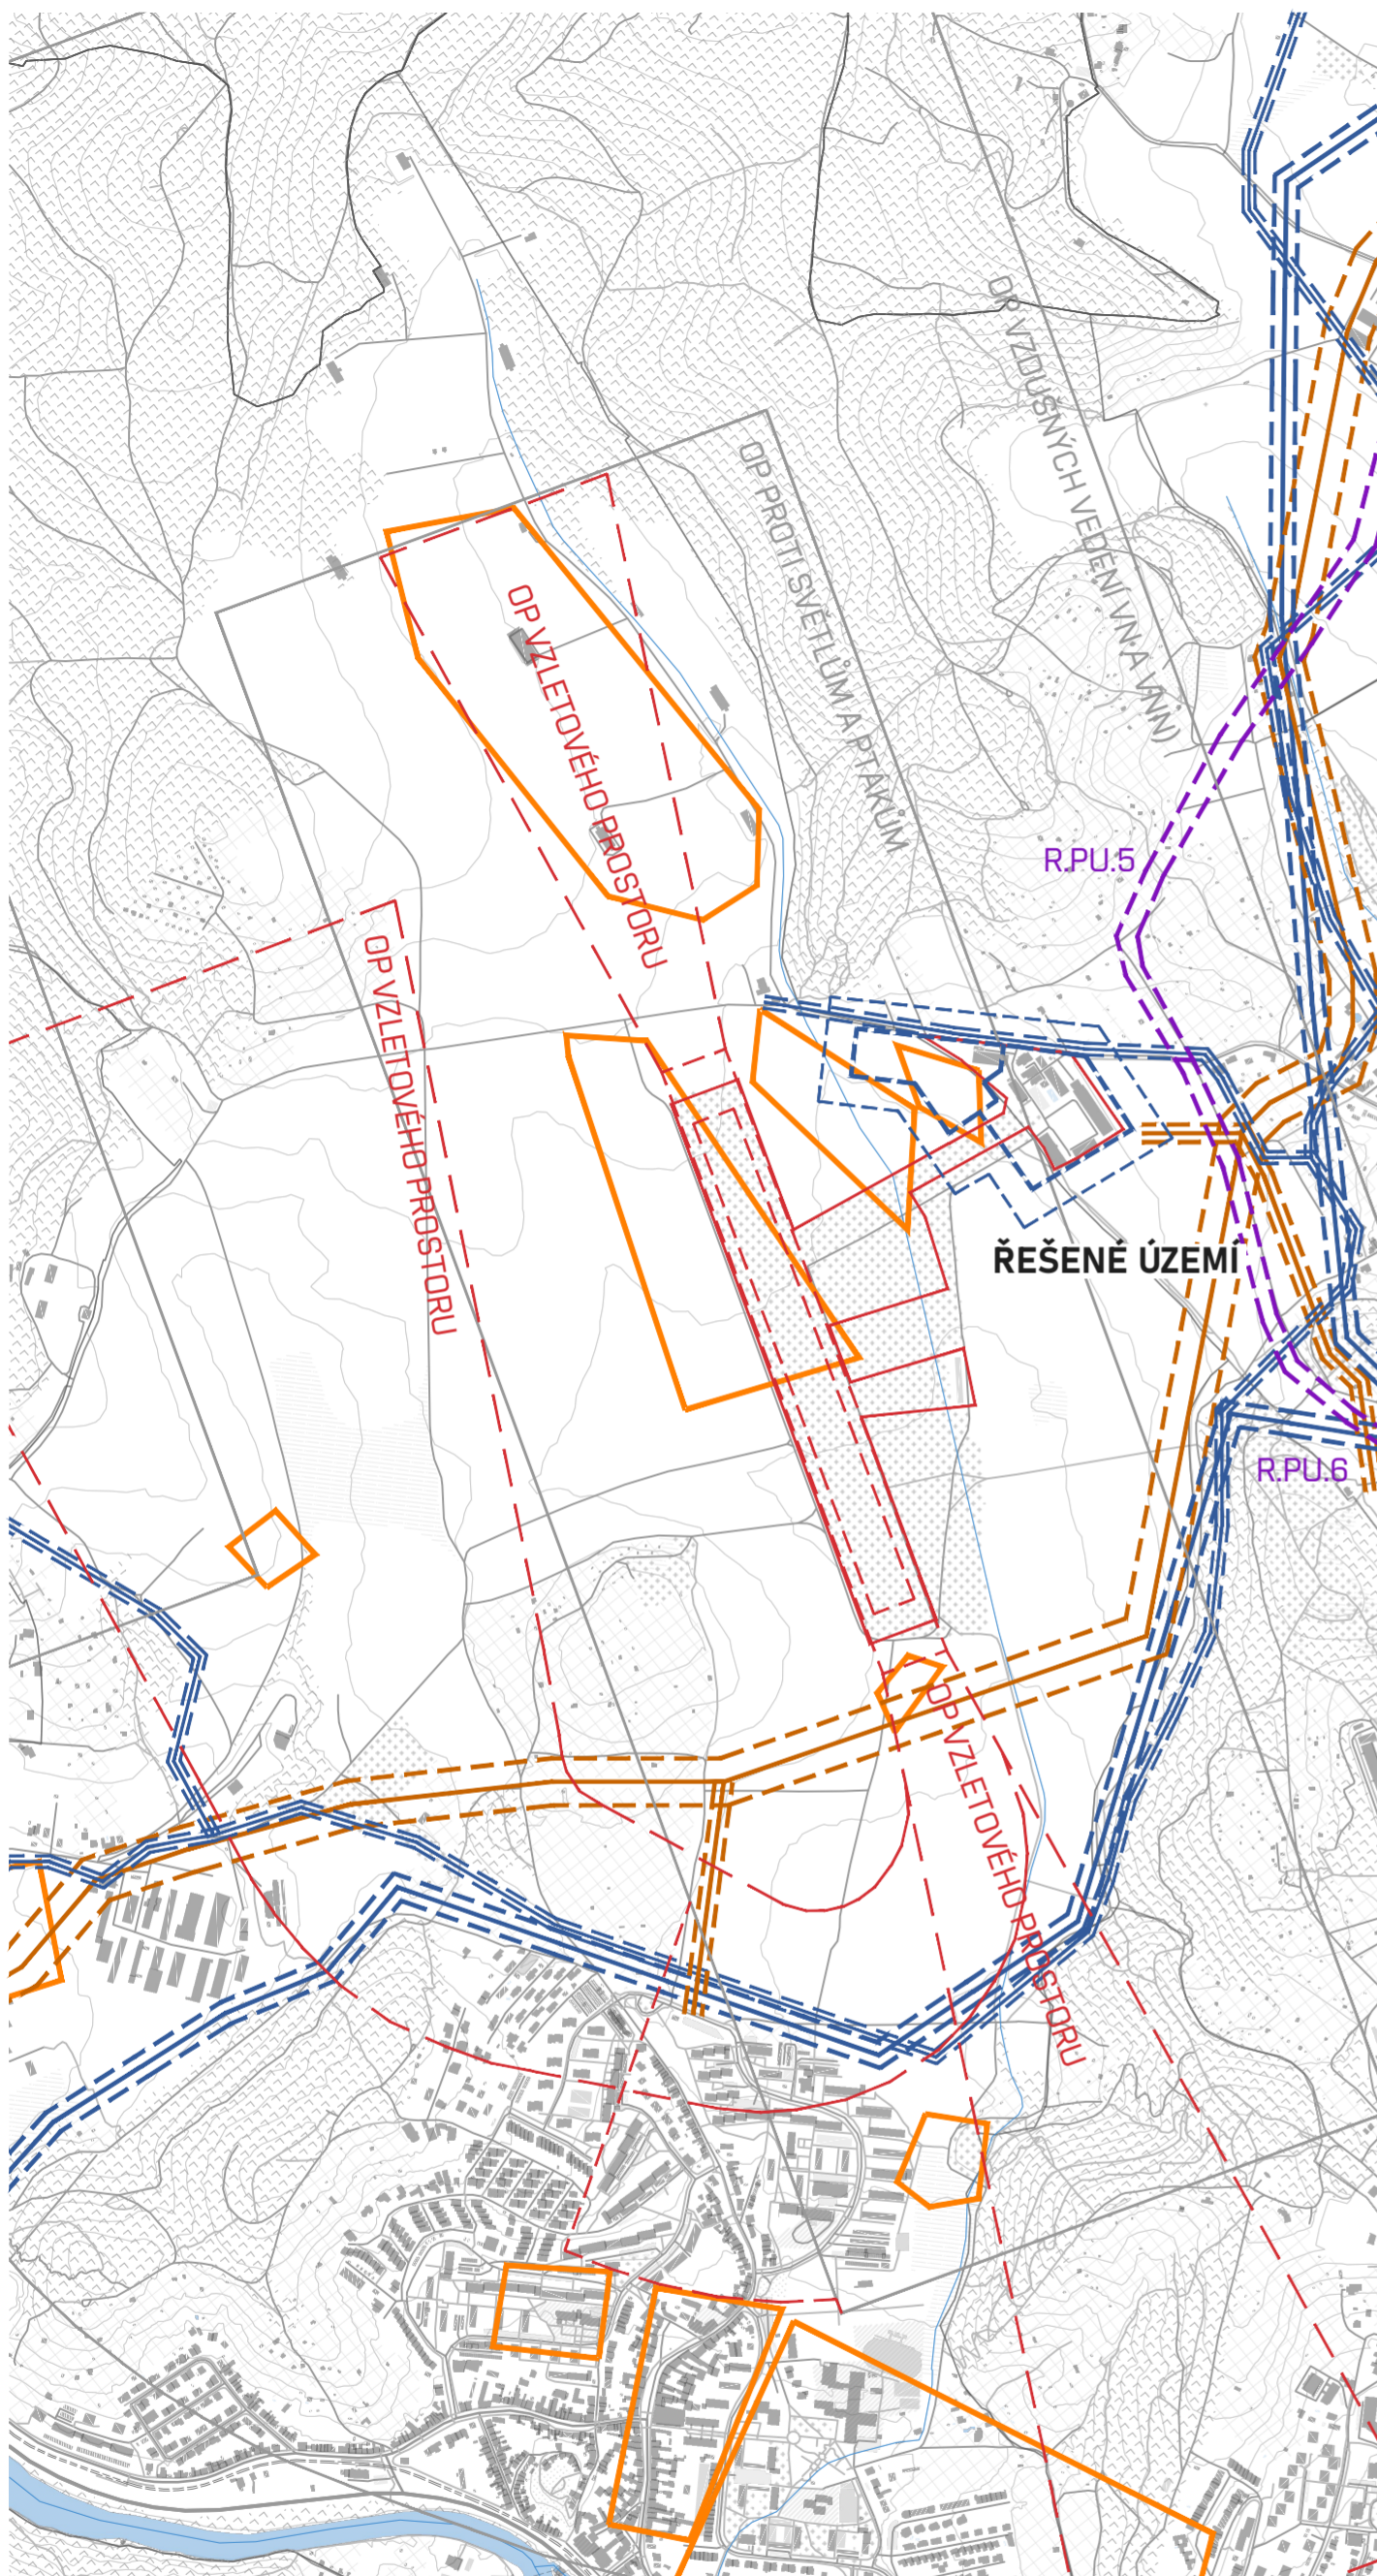 OP VZDUŠNÝCH VEDENÍ VN A VNN)
OP PROTI SVĚTLŮM A PTÁKŮM
OP VZLETOVÉHO PROSTORU
R.PU.5
OP VZLETOVÉHO PROSTORU
ŘEŠENÉ ÚZEMÍ
R.PU.6
OP VZLETOVÉHO PROSTORU